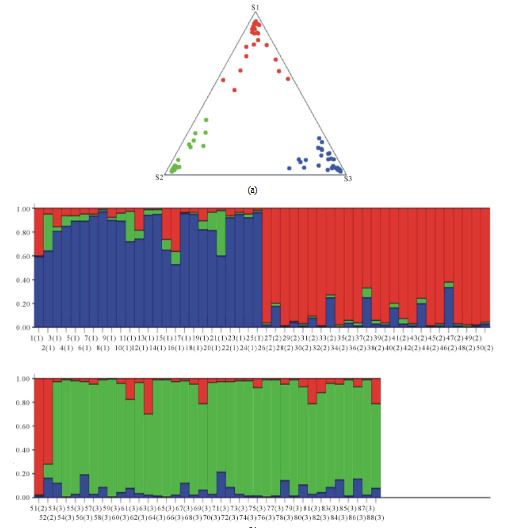 S1
S2 S3
(a)
1.00
0.80
0.60
0.40
0.20
0.00
1(1) 3(1) 5(1) 7(1) 9(1) 11(1) 13(1) 15(1) 17(1) 19(1) 21(1) 23(1) 25(1) 27(2) 29(2) 31(2) 33(2) 35(2) 37(2) 39(2) 41(2) 43(2) 45(2) 47(2) 49(2)
2(1) 4(1) 6(1) 8(1) 10(1) 12(1) 14(1) 16(1) 18(1) 20(1) 22(1) 24(1) 26(2) 28(2) 30(2) 32(2) 34(2) 36(2) 38(2) 40(2) 42(2) 44(2) 46(2) 48(2) 50(2)
1.00
0.80
0.60
0.40
0.20
0.00
51(2) 53(3) 55(3) 57(3) 59(3) 61(3) 63(3) 65(3) 67(3) 69(3) 71(3) 73(3) 75(3) 77(3) 79(3) 81(3) 83(3) 85(3) 87(3)
52(2) 54(3) 56(3) 58(3) 60(3) 62(3) 64(3) 66(3) 68(3) 70(3) 72(3) 74(3) 76(3) 78(3) 80(3) 82(3) 84(3) 86(3) 88(3)